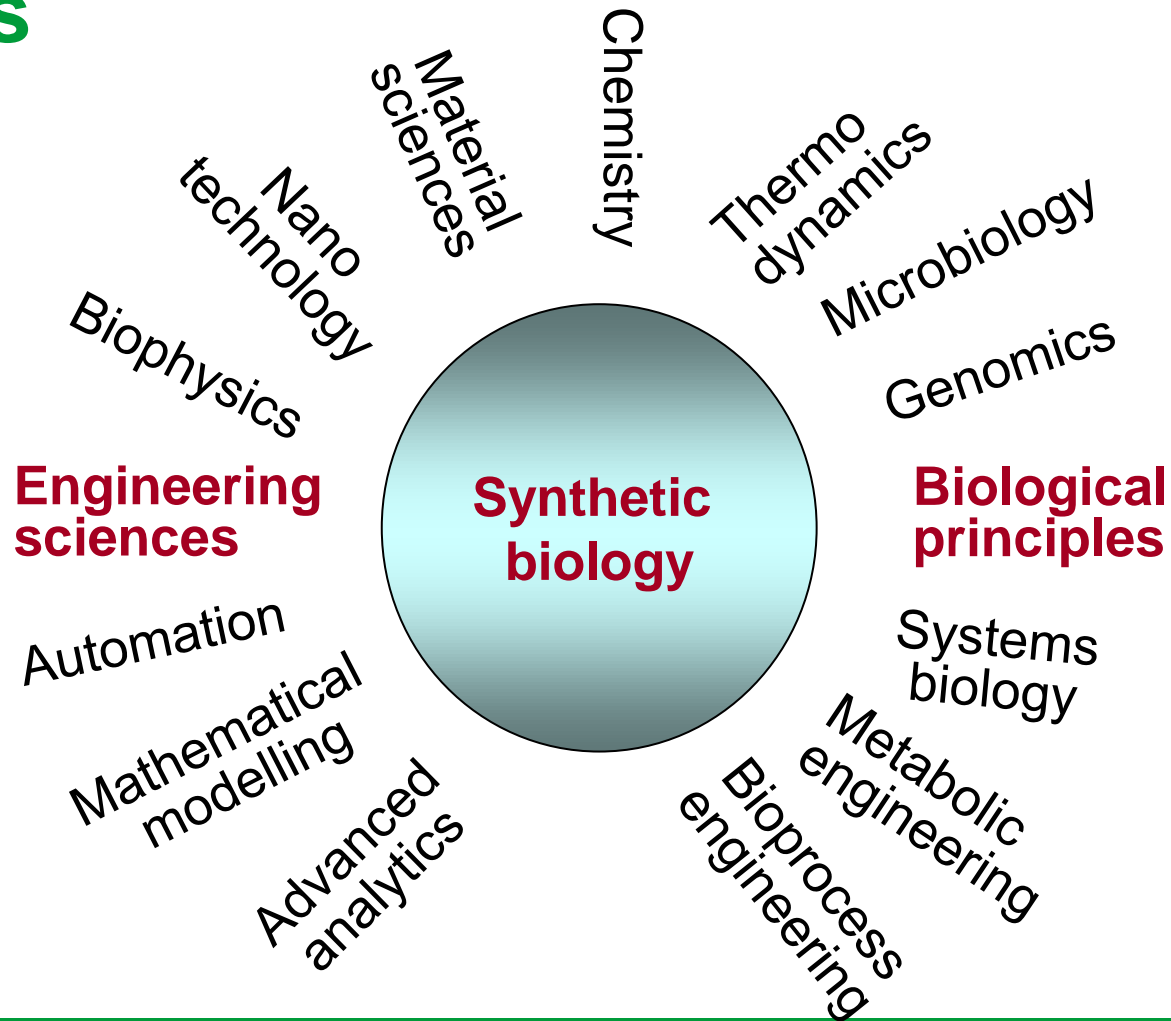 s
Chemistry
Material
sciences
Nano
technology
Thermo
dynamics
Microbiology
Biophysics
Genomics
Engineering
sciences
Synthetic
biology
Biological
principles
Automation
Systems
biology
Mathematical
modelling
Metabolic
engineering
Advanced
analytics
Bioprocess
engineering